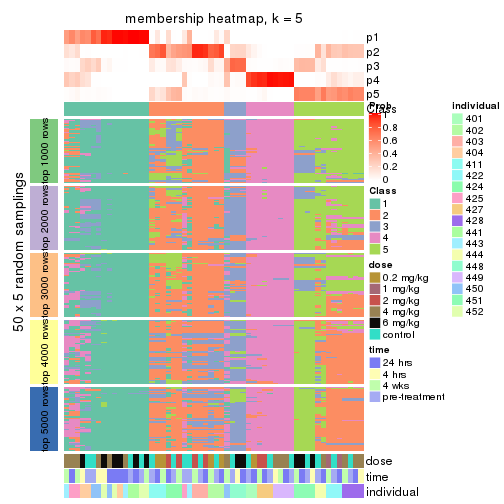 membership heatmap, k = 5
p1
p2
p3
p4
p5
Class
Prob
1
0.8
0.6
0.4
0.2
0
Class
1
2
3
4
5
dose
0.2 mg/kg
1 mg/kg
2 mg/kg
4 mg/kg
6 mg/kg
control
time
24 hrs
4 hrs
4 wks
pre-treatment
individual
401
402
403
404
411
422
424
425
427
428
441
443
444
448
449
450
451
452
50 x 5 random samplings
top 1000 rows
top 2000 rows
top 3000 rows
top 4000 rows
top 5000 rows
dose
time
individual